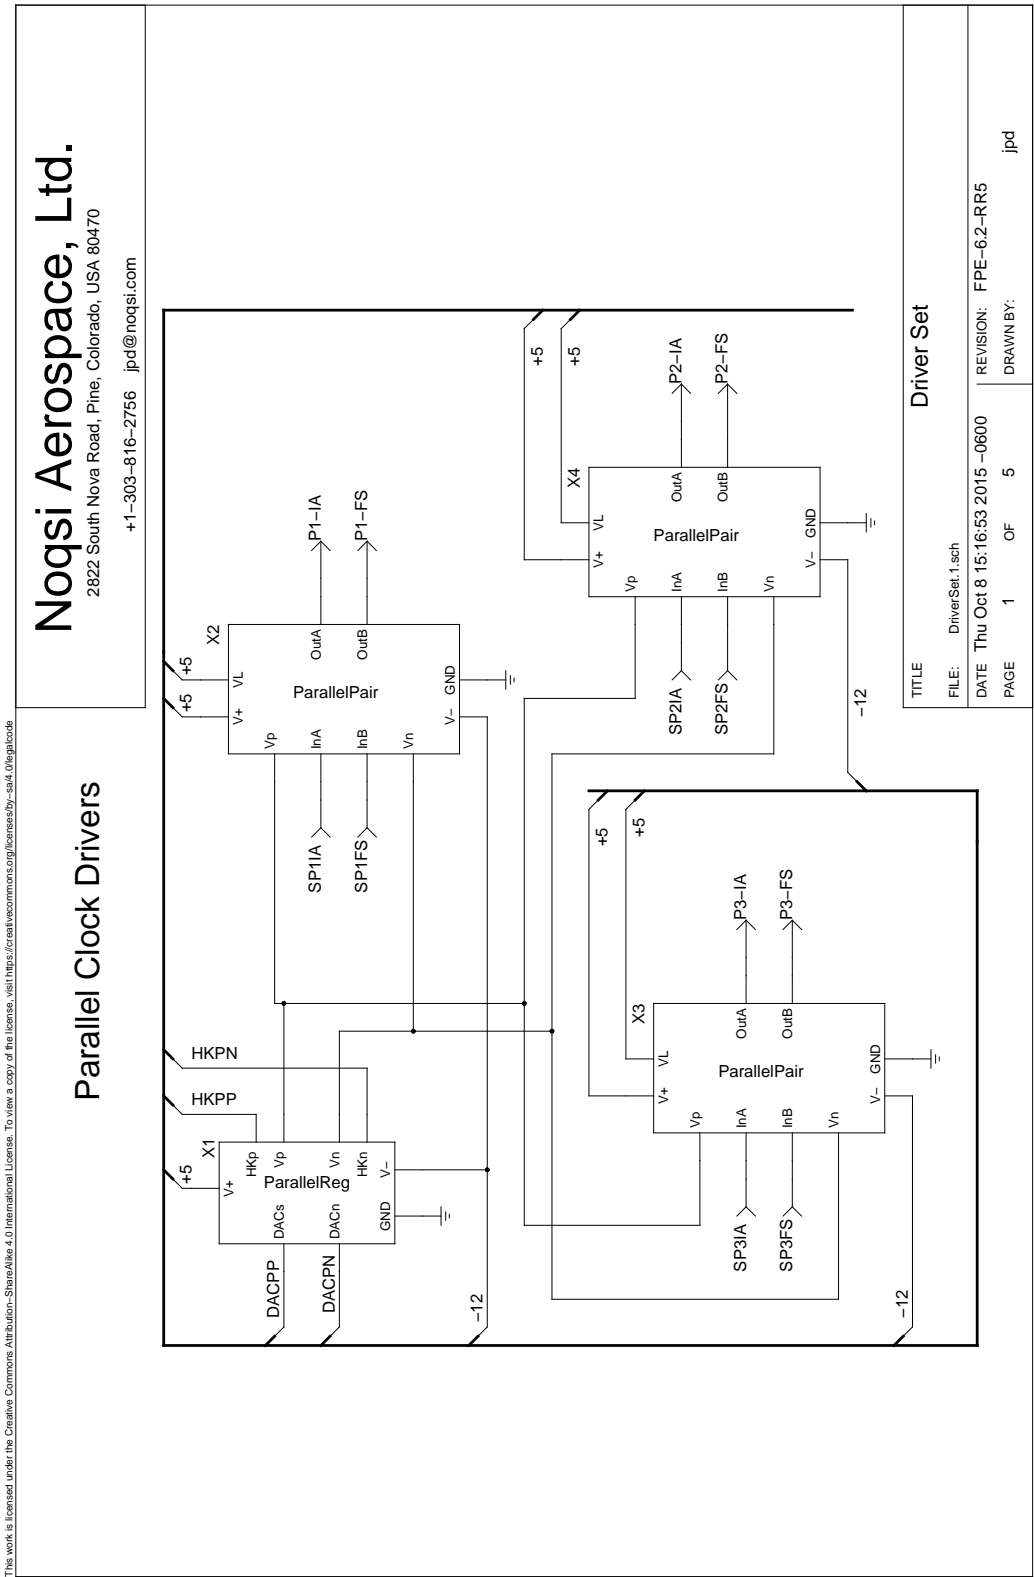 This work is licensed under the Creative Commons Attribution−ShareAlike 4.0 International License. To view a copy of the license, visit https://creativecommons.org/licenses/by−sa/4.0/legalcode
Parallel Clock Drivers
Noqsi Aerospace, Ltd.
2822 South Nova Road, Pine, Colorado, USA 80470
+1−303−816−2756 jpd@noqsi.com
X1
ParallelReg
V+
HKp
Vp
Vn
HKn
V−
GND
DACs
DACn
+5
HKPP
HKPN
DACPP
DACPN
−12
X2
ParallelPair
V+
VL
Vp
InA
InB
Vn
OutA
OutB
V−
GND
+5
+5
SP1IA
SP1FS
P1−IA
P1−FS
X4
ParallelPair
V+
VL
Vp
InA
InB
Vn
OutA
OutB
V−
GND
+5
+5
SP2IA
SP2FS
P2−IA
P2−FS
−12
X3
ParallelPair
V+
VL
Vp
InA
InB
Vn
OutA
OutB
V−
GND
+5
+5
SP3IA
SP3FS
P3−IA
P3−FS
−12
TITLE
Driver Set
FILE: DriverSet.1.sch
REVISION: FPE−6.2−RR5
DATE Thu Oct 8 15:16:53 2015 −0600
PAGE 1 OF 5
DRAWN BY: jpd